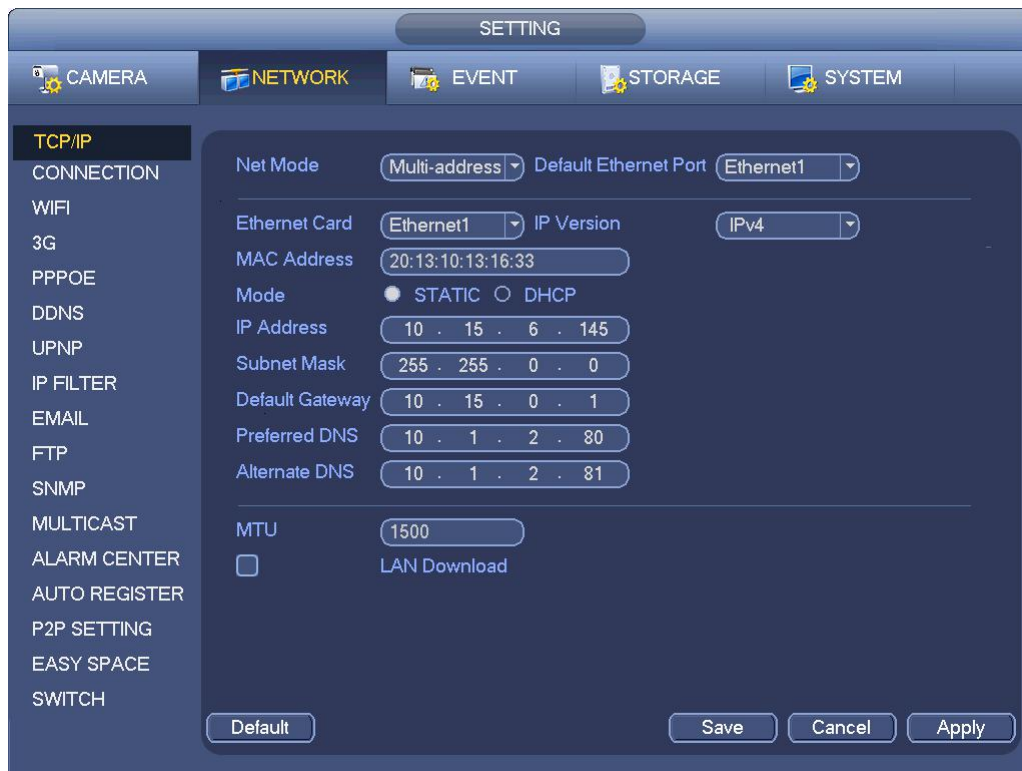 SETTING
CAMERA NETWORK EVENT STORAGE SYSTEM
TCP/IP
CONNECTION
WIFI
3G
PPPOE
DDNS
UPNP
IP FILTER
EMAIL
FTP
SNMP
MULTICAST
ALARM CENTER
AUTO REGISTER
P2P SETTING
EASY SPACE
SWITCH
Net Mode Multi-address Default Ethernet Port Ethernet1
Ethernet Card Ethernet1 IP Version IPv4
MAC Address 20:13:10:13:16:33
Mode STATIC DHCP
IP Address 10 . 15 . 6 . 145
Subnet Mask 255 . 255 . 0 . 0
Default Gateway 10 . 15 . 0 . 1
Preferred DNS 10 . 1 . 2 . 80
Alternate DNS 10 . 1 . 2 . 81
MTU 1500
LAN Download
Default Save Cancel Apply